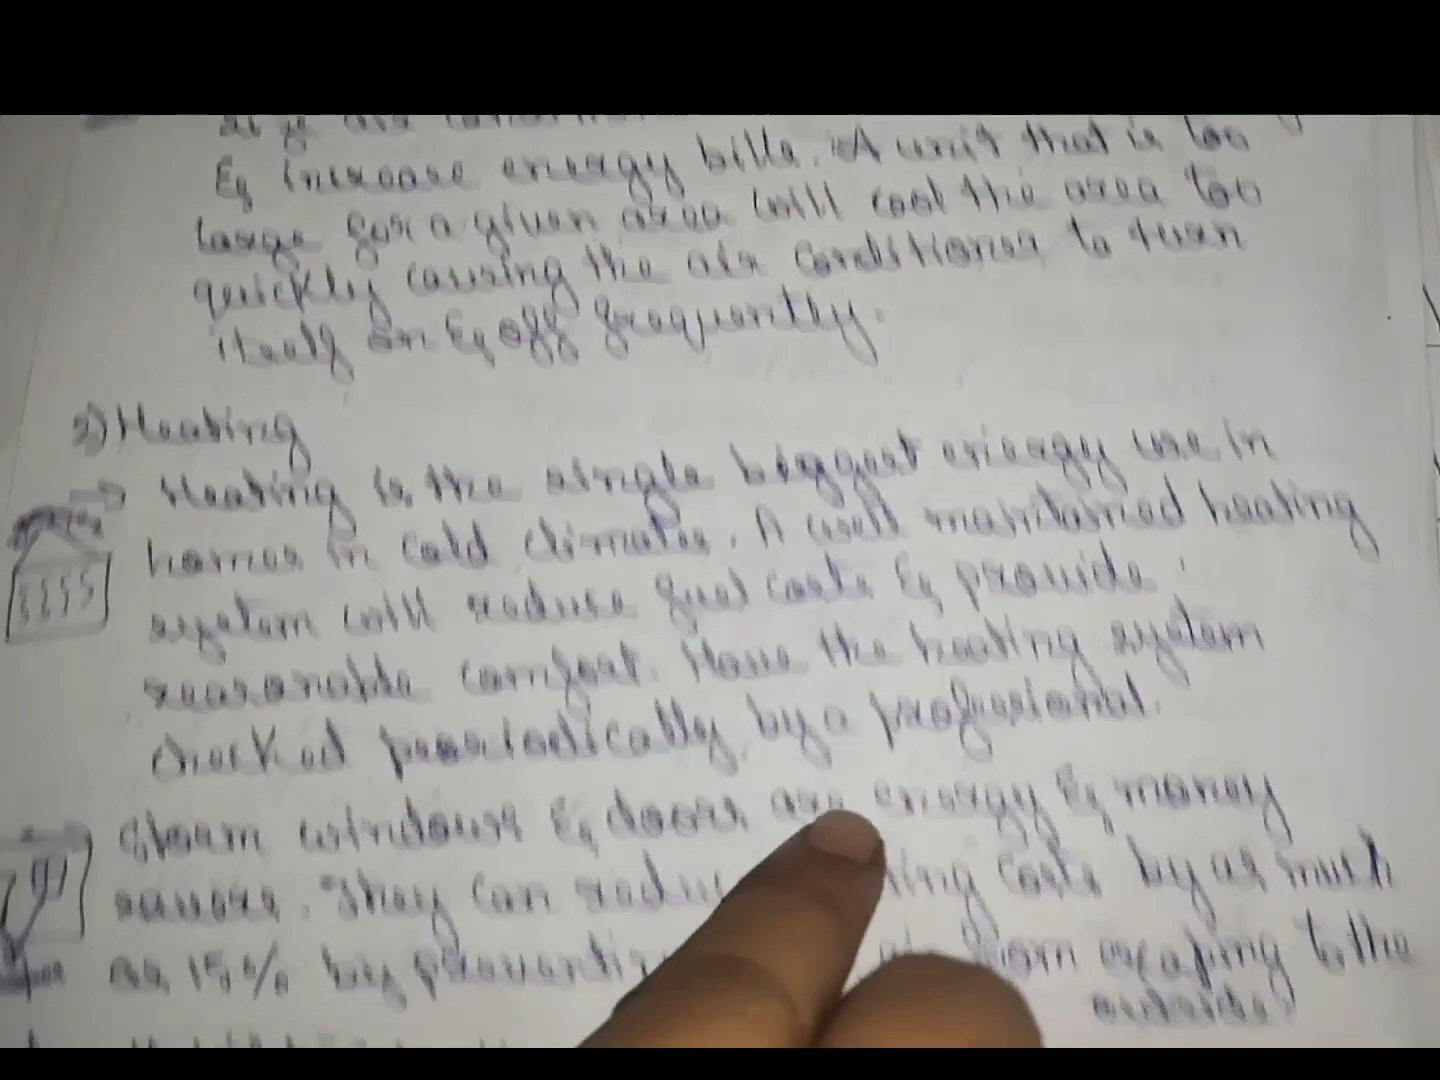 & increase energy bills. A unit that is too
large for a given area will cool the area too
quickly causing the air conditioner to turn
itself on & off frequently.
2) Heating
→ Heating is the single biggest energy use in
homes in cold climates. A well maintained heating
system will reduce fuel costs & provide
reasonable comfort. Have the heating system
checked periodically by a professional.
Storm windows & doors are energy & money
savers. They can costs by as much
as 15% by escaping to the
outside.